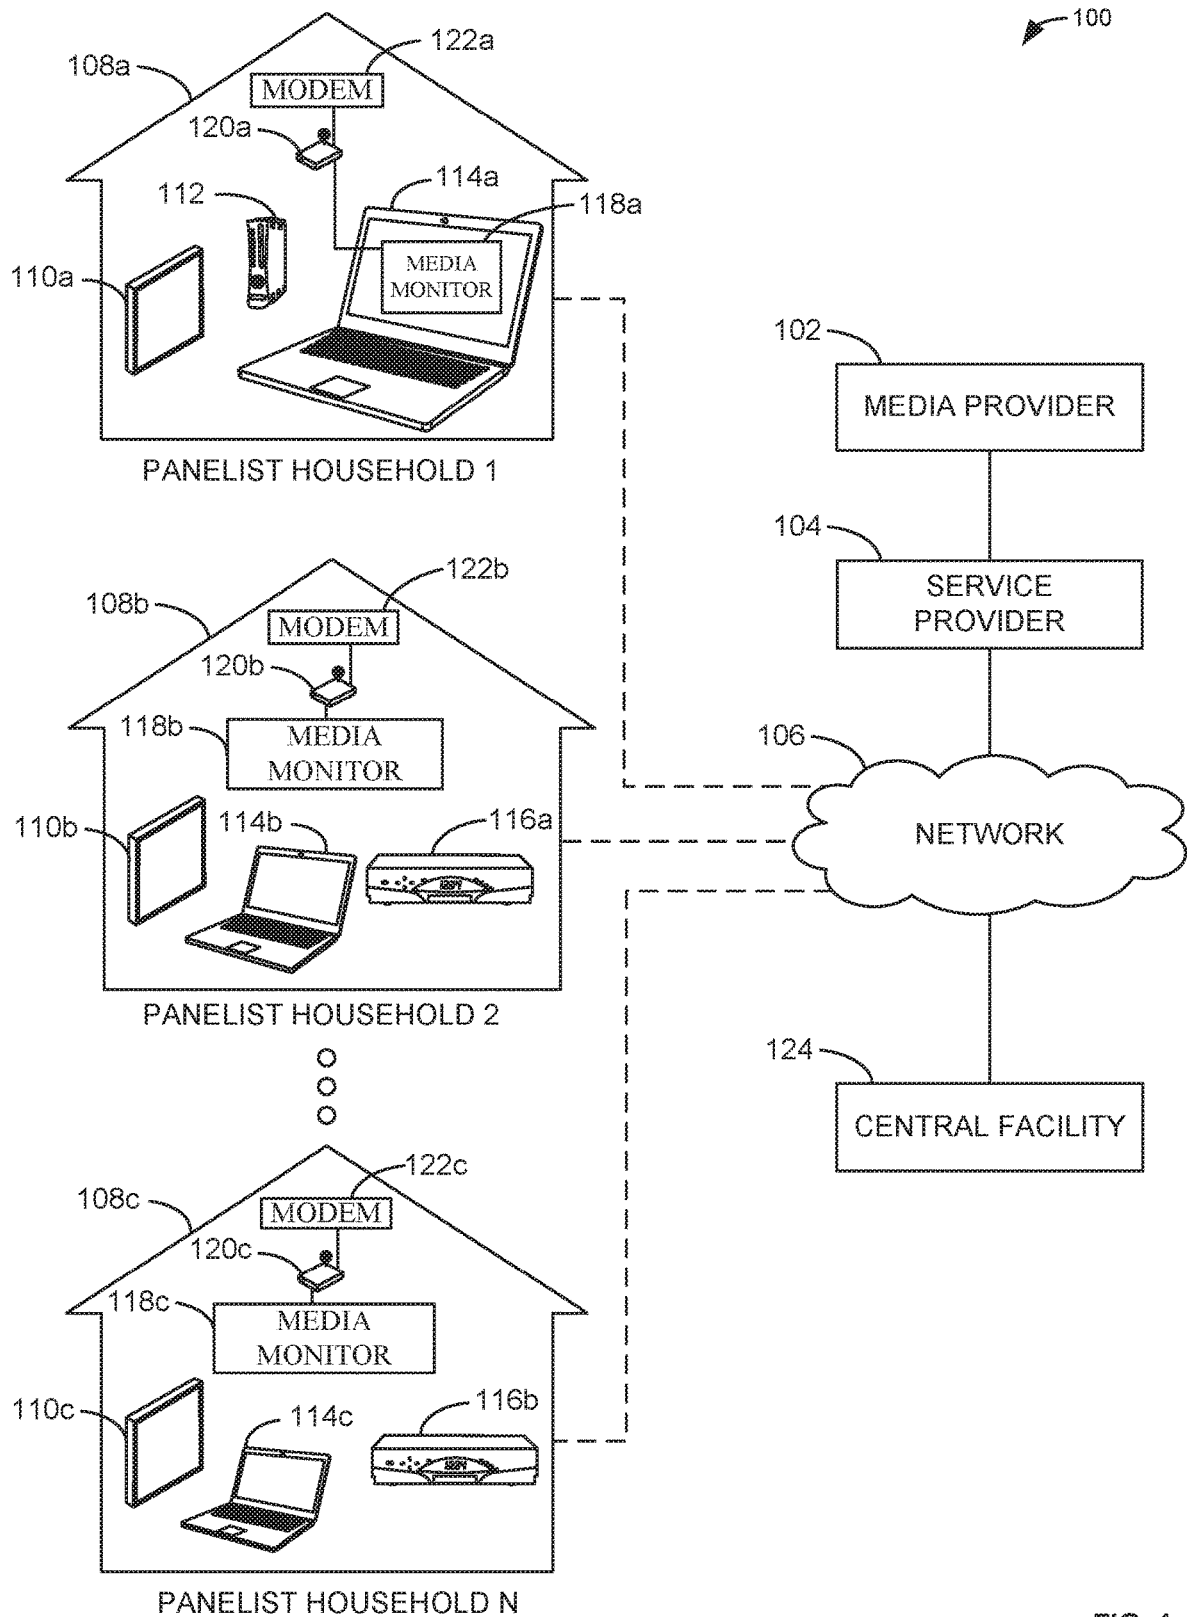 100
122a
108a
MODEM
120a
114a
112
118a
MEDIA
MONITOR
110a
PANELIST HOUSEHOLD 1
102
MEDIA PROVIDER
104
SERVICE
PROVIDER
122b
108b
MODEM
120b
118b
MEDIA
MONITOR
106
NETWORK
110b
114b
116a
PANELIST HOUSEHOLD 2
124
CENTRAL FACILITY
122c
108c
MODEM
120c
118c
MEDIA
MONITOR
110c
114c
116b
PANELIST HOUSEHOLD N